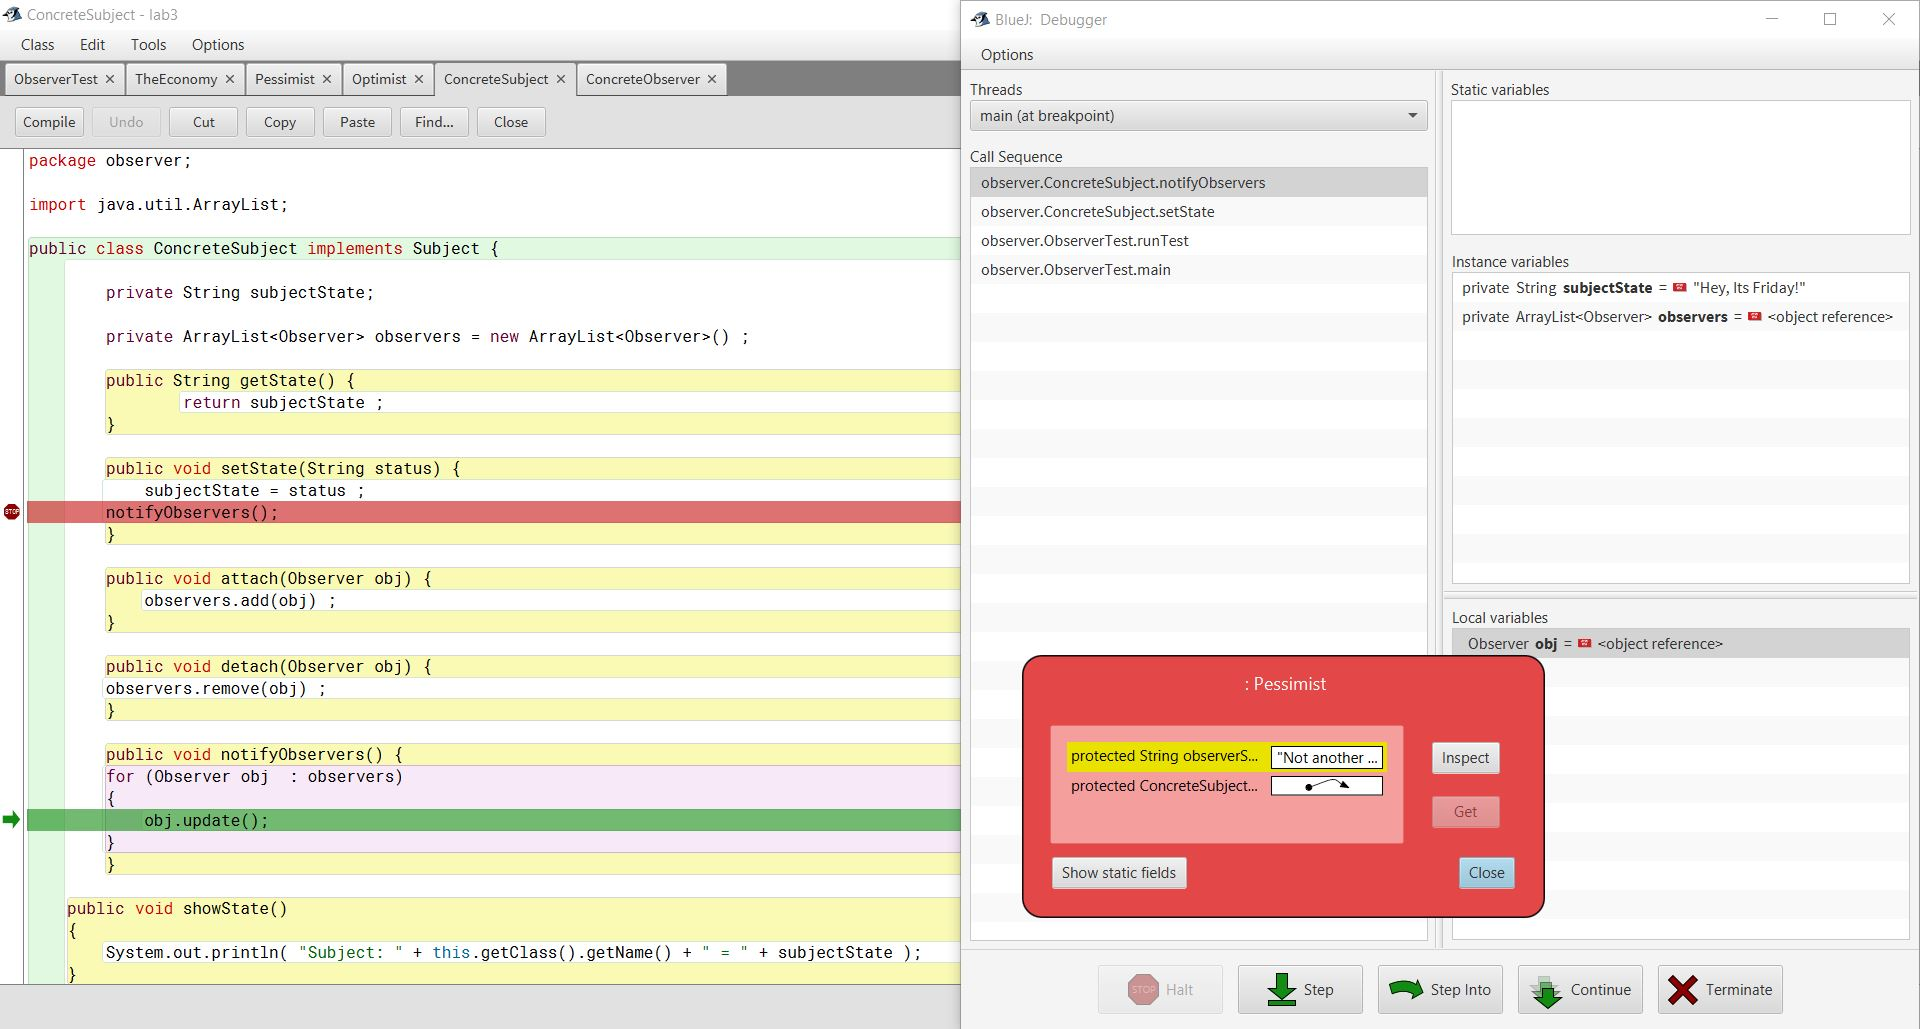 ConcreteSubject - lab3
Class Edit Tools Options
ObserverTest × TheEconomy × Pessimist × Optimist × ConcreteSubject × ConcreteObserver ×
Compile Undo Cut Copy Paste Find... Close
package observer;
import java.util.ArrayList;
public class ConcreteSubject implements Subject {
private String subjectState;
private ArrayList<Observer> observers = new ArrayList<Observer>() ;
public String getState() {
return subjectState ;
}
public void setState(String status) {
subjectState = status ;
STOP notifyObservers();
}
public void attach(Observer obj) {
observers.add(obj) ;
}
public void detach(Observer obj) {
observers.remove(obj) ;
}
public void notifyObservers() {
for (Observer obj  : observers)
{
obj.update();
}
}
public void showState()
{
System.out.println( "Subject: " + this.getClass().getName() + " = " + subjectState );
}
BlueJ:  Debugger
Options
Threads
main (at breakpoint)
Call Sequence
observer.ConcreteSubject.notifyObservers
observer.ConcreteSubject.setState
observer.ObserverTest.runTest
observer.ObserverTest.main
Static variables
Instance variables
private String subjectState = "Hey, Its Friday!"
private ArrayList<Observer> observers = <object reference>
Local variables
Observer obj = <object reference>
: Pessimist
protected String observerS... "Not another ...
protected ConcreteSubject...
Inspect
Get
Show static fields
Close
STOP Halt Step Step Into Continue Terminate